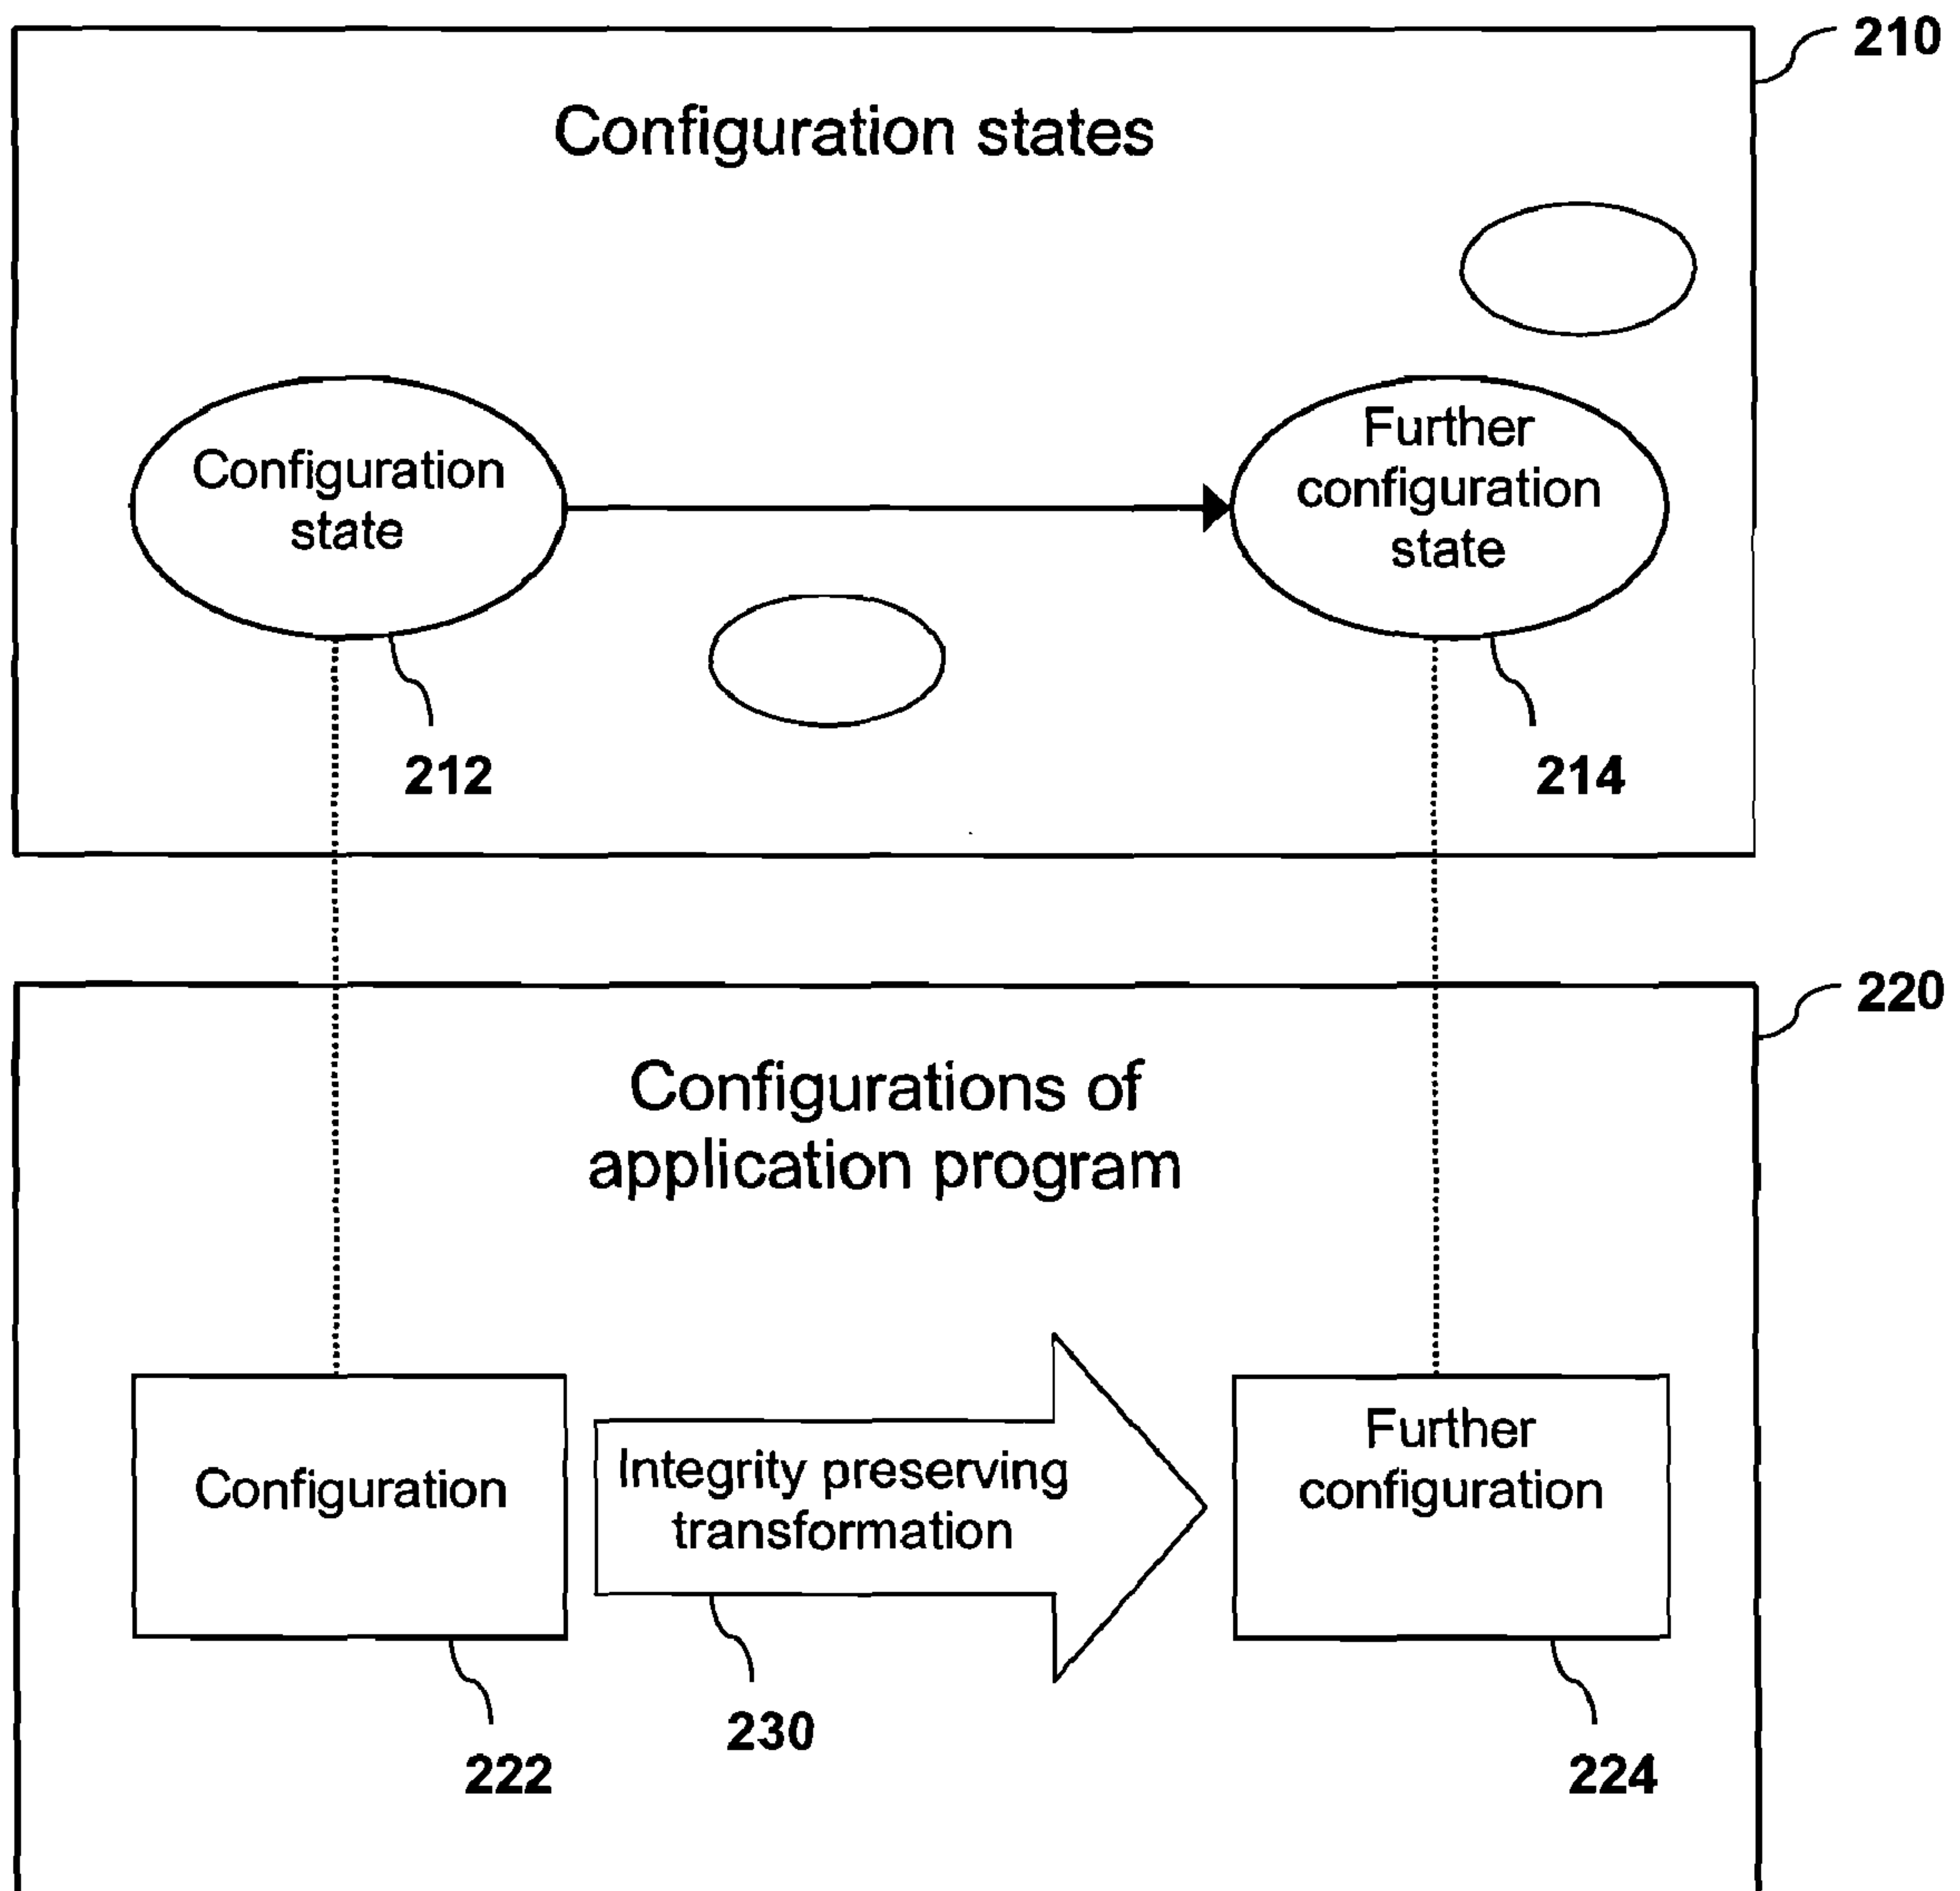 210
Configuration states
Configuration
state
Further
configuration
state
212
214
220
Configurations of
application program
Configuration
Integrity preserving
transformation
Further
configuration
230
222
224